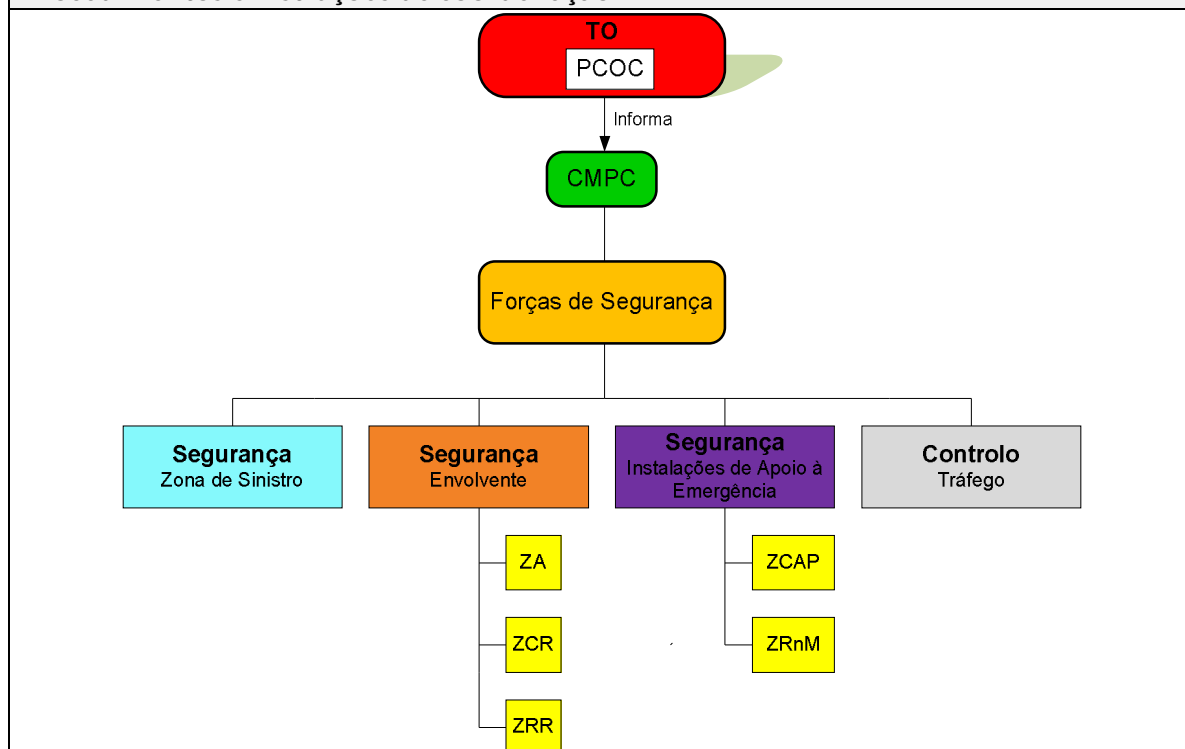 TO
PCOC
Informa
CMPC
Forças de Segurança
Segurança
Zona de Sinistro
Segurança
Envolvente
Segurança
Instalações de Apoio à
Emergência
Controlo
Tráfego
ZA
ZCR
ZRR
ZCAP
ZRnM